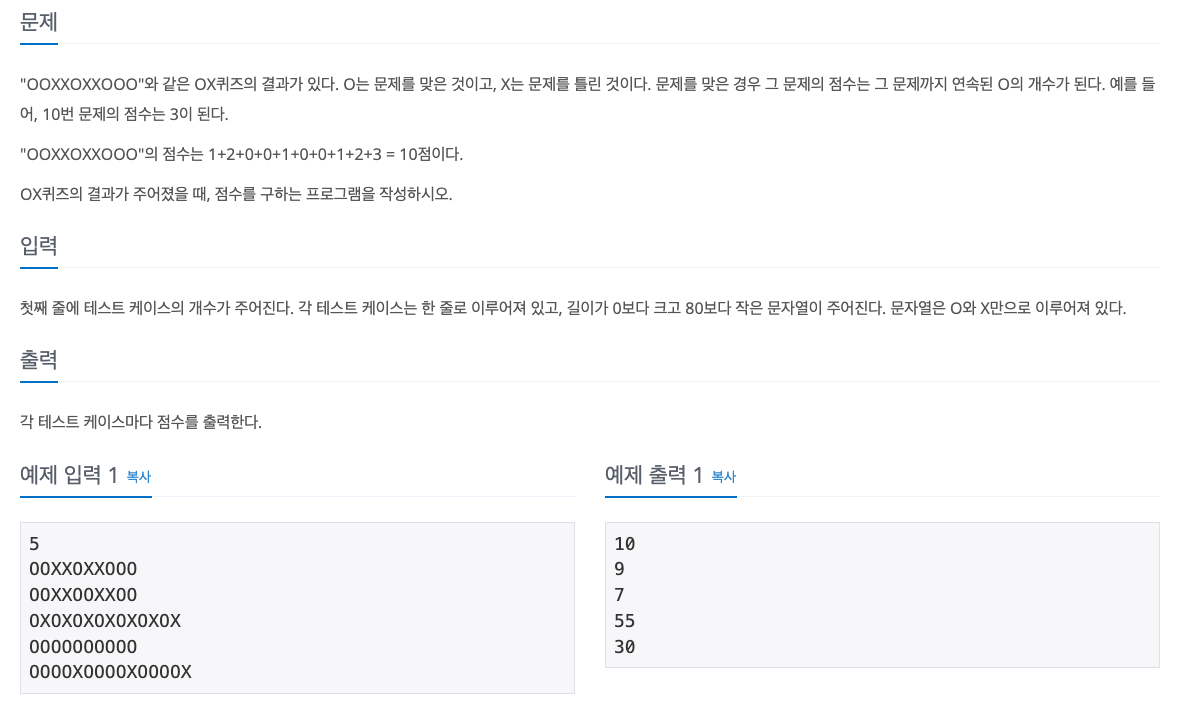 문제
"OOXXOXXOOO"와 같은 OX퀴즈의 결과가 있다. O는 문제를 맞은 것이고, X는 문제를 틀린 것이다. 문제를 맞은 경우 그 문제의 점수는 그 문제까지 연속된 O의 개수가 된다. 예를 들
어, 10번 문제의 점수는 3이 된다.
"OOXXOXXOOO"의 점수는 1+2+0+0+1+0+0+1+2+3 = 10점이다.
OX퀴즈의 결과가 주어졌을 때, 점수를 구하는 프로그램을 작성하시오.
입력
첫째 줄에 테스트 케이스의 개수가 주어진다. 각 테스트 케이스는 한 줄로 이루어져 있고, 길이가 0보다 크고 80보다 작은 문자열이 주어진다. 문자열은 O와 X만으로 이루어져 있다.
출력
각 테스트 케이스마다 점수를 출력한다.
예제 입력 1 복사
5
OOXXOXXOOO
OOXXOOXXOO
OXOXOXOXOXOXOX
OOOOOOOOOO
OOOOXOOOOXOOOOX
예제 출력 1 복사
10
9
7
55
30